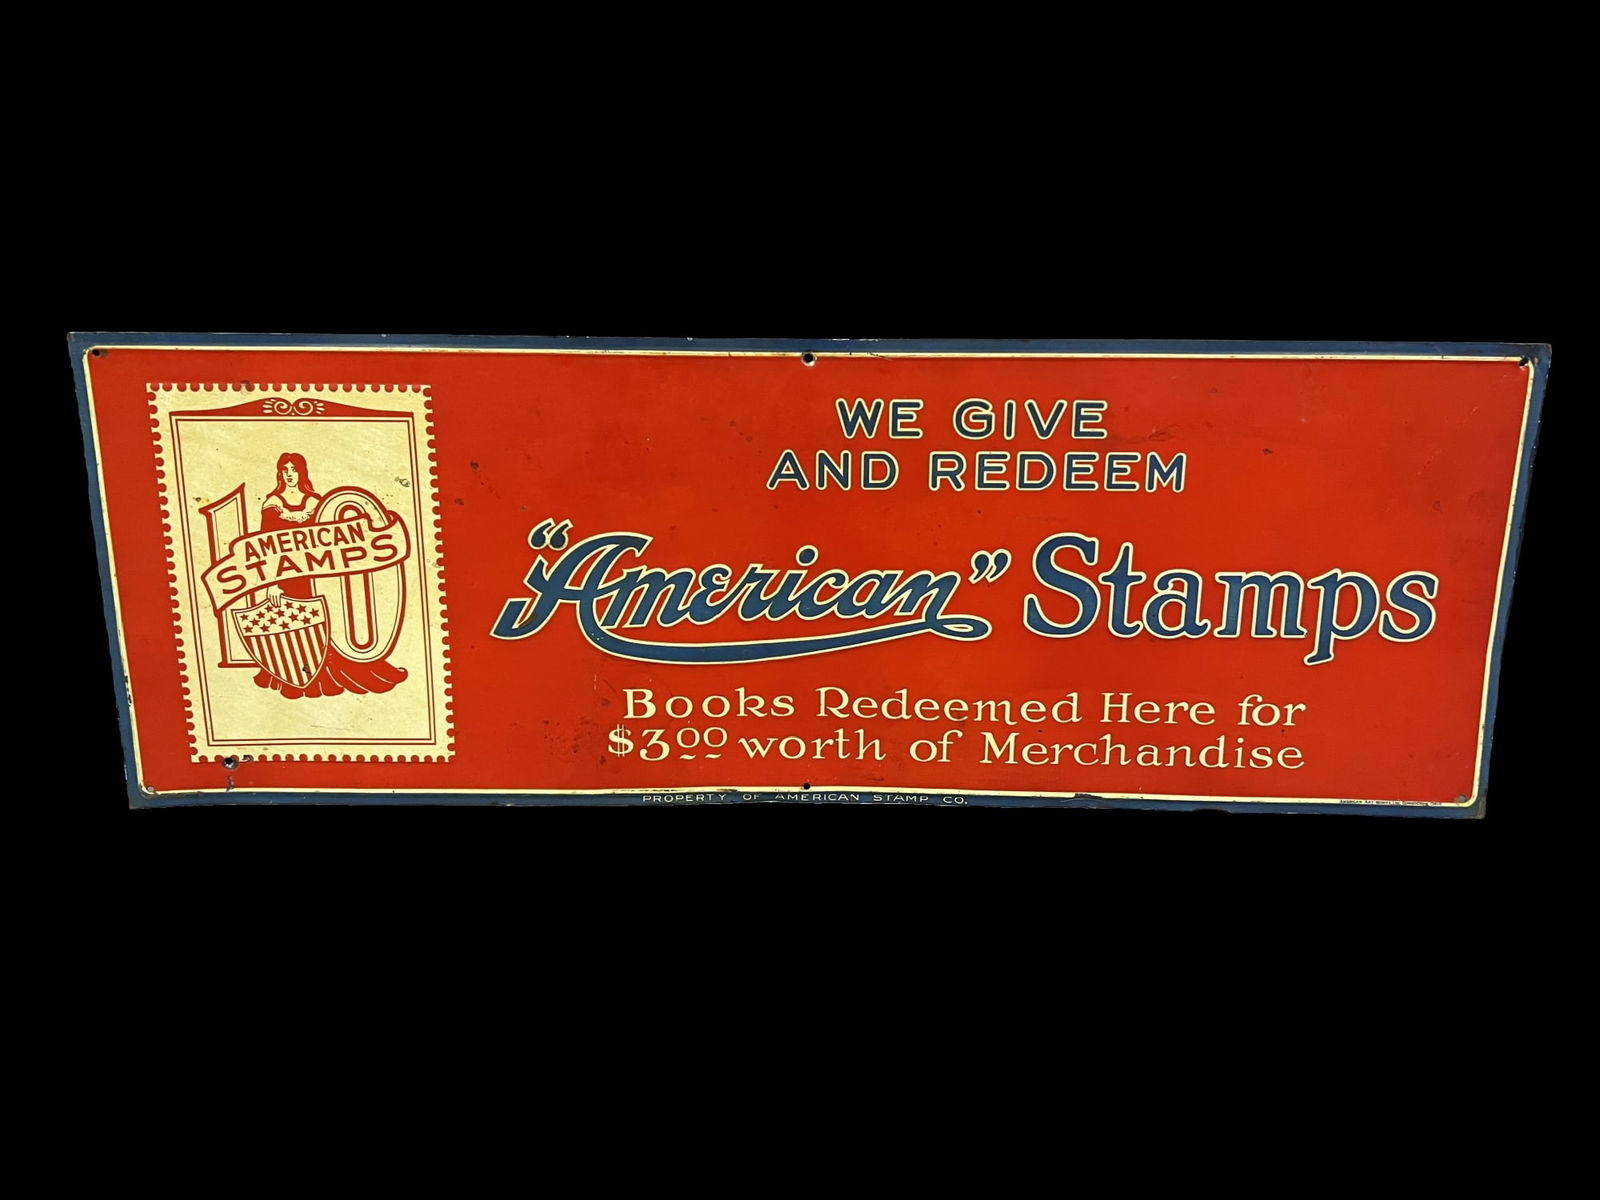 WE GIVE
AND REDEEM
"American" Stamps
Books Redeemed Here for
$3.00 worth of Merchandise
10
AMERICAN
STAMPS
PROPERTY OF AMERICAN STAMP CO.